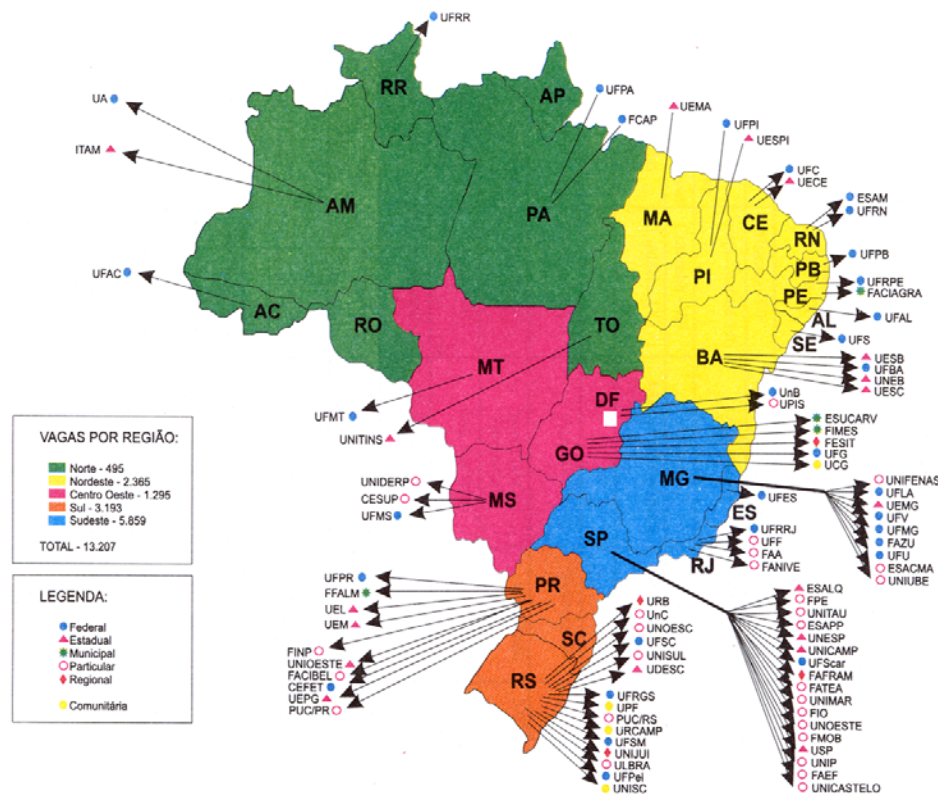 UFRR
RR
AP
UA
UFPA
UEMA
FCAP
UFPI
UESPI
ITAM
UFC
UECE
AM
PA
MA
CE
ESAM
UFRN
RN
UFPB
PB
PI
UFAC
UFRPE
FACIAGRA
PE
AC
RO
TO
AL
UFAL
SE
UFS
BA
UESB
UFBA
UNEB
UESC
MT
DF
UnB
UPIS
UFMT
UNITINS
ESUCARV
FIMES
FESIT
UFG
UCG
GO
MG
VAGAS POR REGIÃO:
Norte - 495
Nordeste - 2.365
Centro Oeste - 1.295
Sul - 3.193
Sudeste - 5.859
TOTAL - 13.207
UNIDERP
CESUP
UFMS
MS
UFES
ES
UNIFENAS
UFLA
UEMG
UFV
UFMG
FAZU
UFU
ESACMA
UNIUBE
SP
RJ
UFRRJ
UFF
FAA
FANIVE
LEGENDA:
Federal
Estadual
Municipal
Particular
Regional
Comunitária
UFPR
FFALM
UEL
UEM
FINP
UNIOESTE
FACIBEL
CEFET
UEPG
PUC/PR
PR
SC
RS
URB
UnC
UNOESC
UFSC
UNISUL
UDESC
UFRGS
UPF
PUC/RS
URCAMP
UFSM
UNIJUI
ULBRA
UFPel
UNISC
ESALQ
FPE
UNITAU
ESAPP
UNESP
UNICAMP
UFScar
FAFRAM
FATEA
UNIMAR
FIO
UNOESTE
FMOB
USP
UNIP
FAEF
UNICASTELO